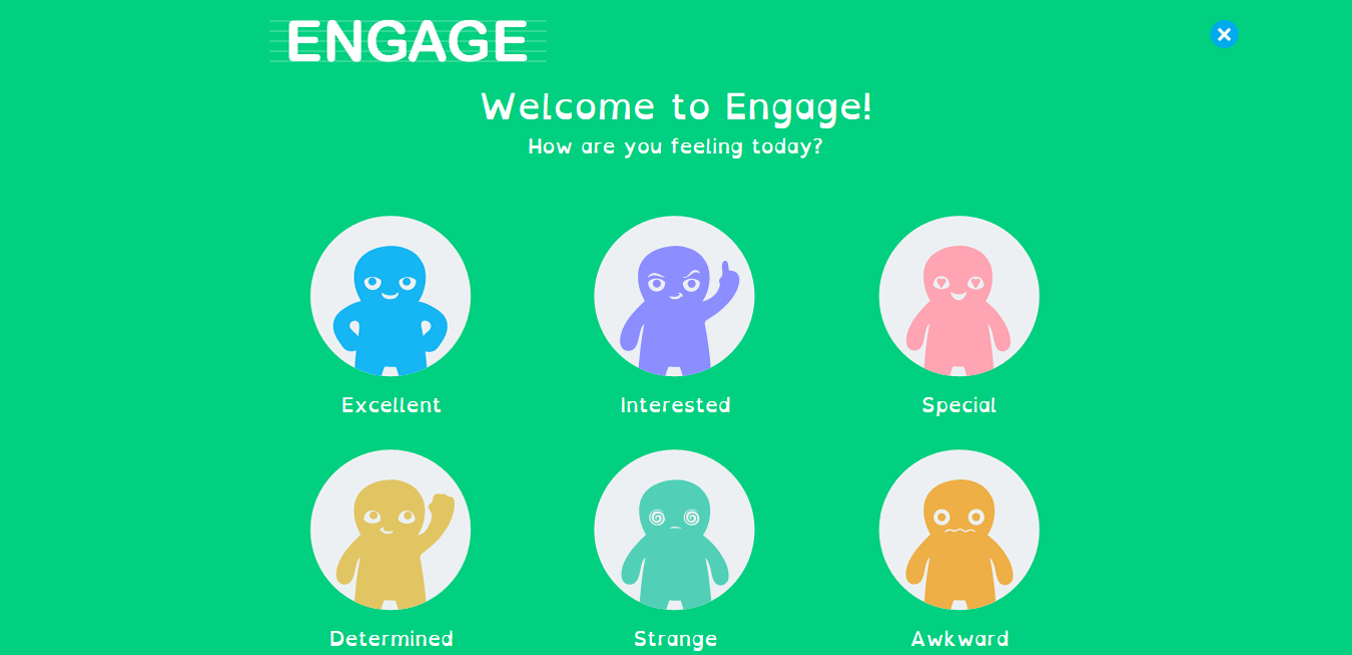 ENGAGE
Welcome to Engage!
How are you feeling today?
Excellent
Interested
Special
Determined
Strange
Awkward